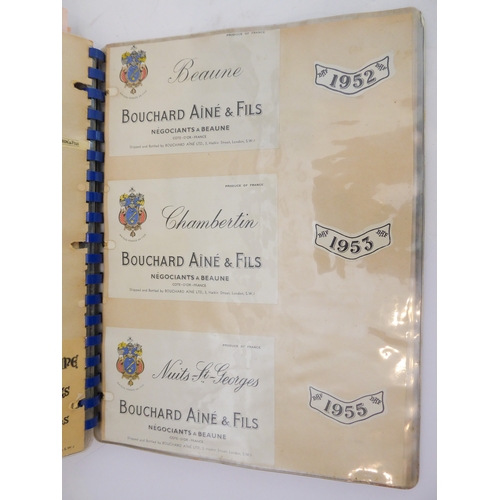 PRODUCE OF FRANCE
Beaune
BOUCHARD AÎNÉ & FILS
NÉGOCIANTS À BEAUNE
CÔTE-D'OR-FRANCE
1952
PRODUCE OF FRANCE
Chambertin
BOUCHARD AÎNÉ & FILS
NÉGOCIANTS À BEAUNE
CÔTE-D'OR-FRANCE
1953
PRODUCE OF FRANCE
Nuits-St-Georges
BOUCHARD AÎNÉ & FILS
NÉGOCIANTS À BEAUNE
CÔTE-D'OR-FRANCE
1955